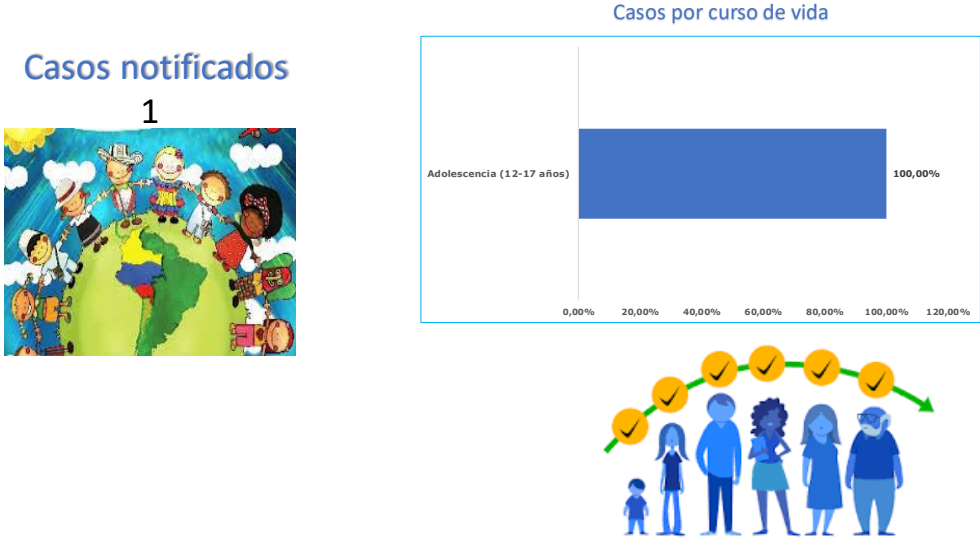 Casos notificados
1
Casos por curso de vida
Adolescencia (12-17 años)
100,00%
0,00% 20,00% 40,00% 60,00% 80,00% 100,00% 120,00%